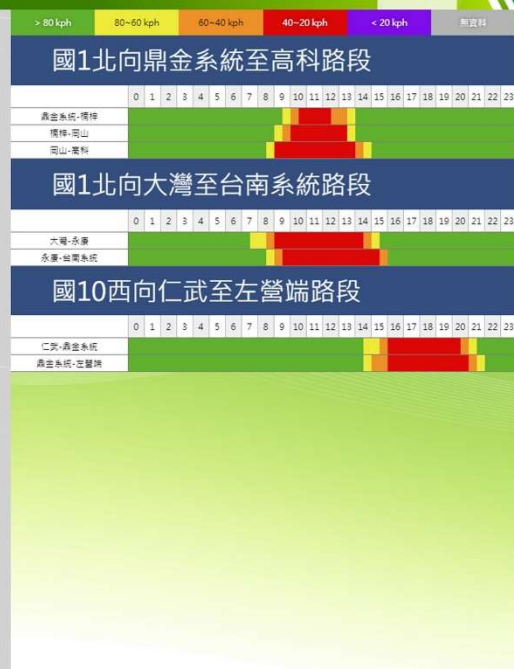 > 80 kph 80~60 kph 60~40 kph 40~20 kph < 20 kph 無資料
國1北向鼎金系統至高科路段
0 1 2 3 4 5 6 7 8 9 10 11 12 13 14 15 16 17 18 19 20 21 22 23
鼎金系統-楠梓
楠梓-岡山
岡山-高科
國1北向大灣至台南系統路段
0 1 2 3 4 5 6 7 8 9 10 11 12 13 14 15 16 17 18 19 20 21 22 23
大灣-永康
永康-台南系統
國10西向仁武至左營端路段
0 1 2 3 4 5 6 7 8 9 10 11 12 13 14 15 16 17 18 19 20 21 22 23
仁武-鼎金系統
鼎金系統-左營端